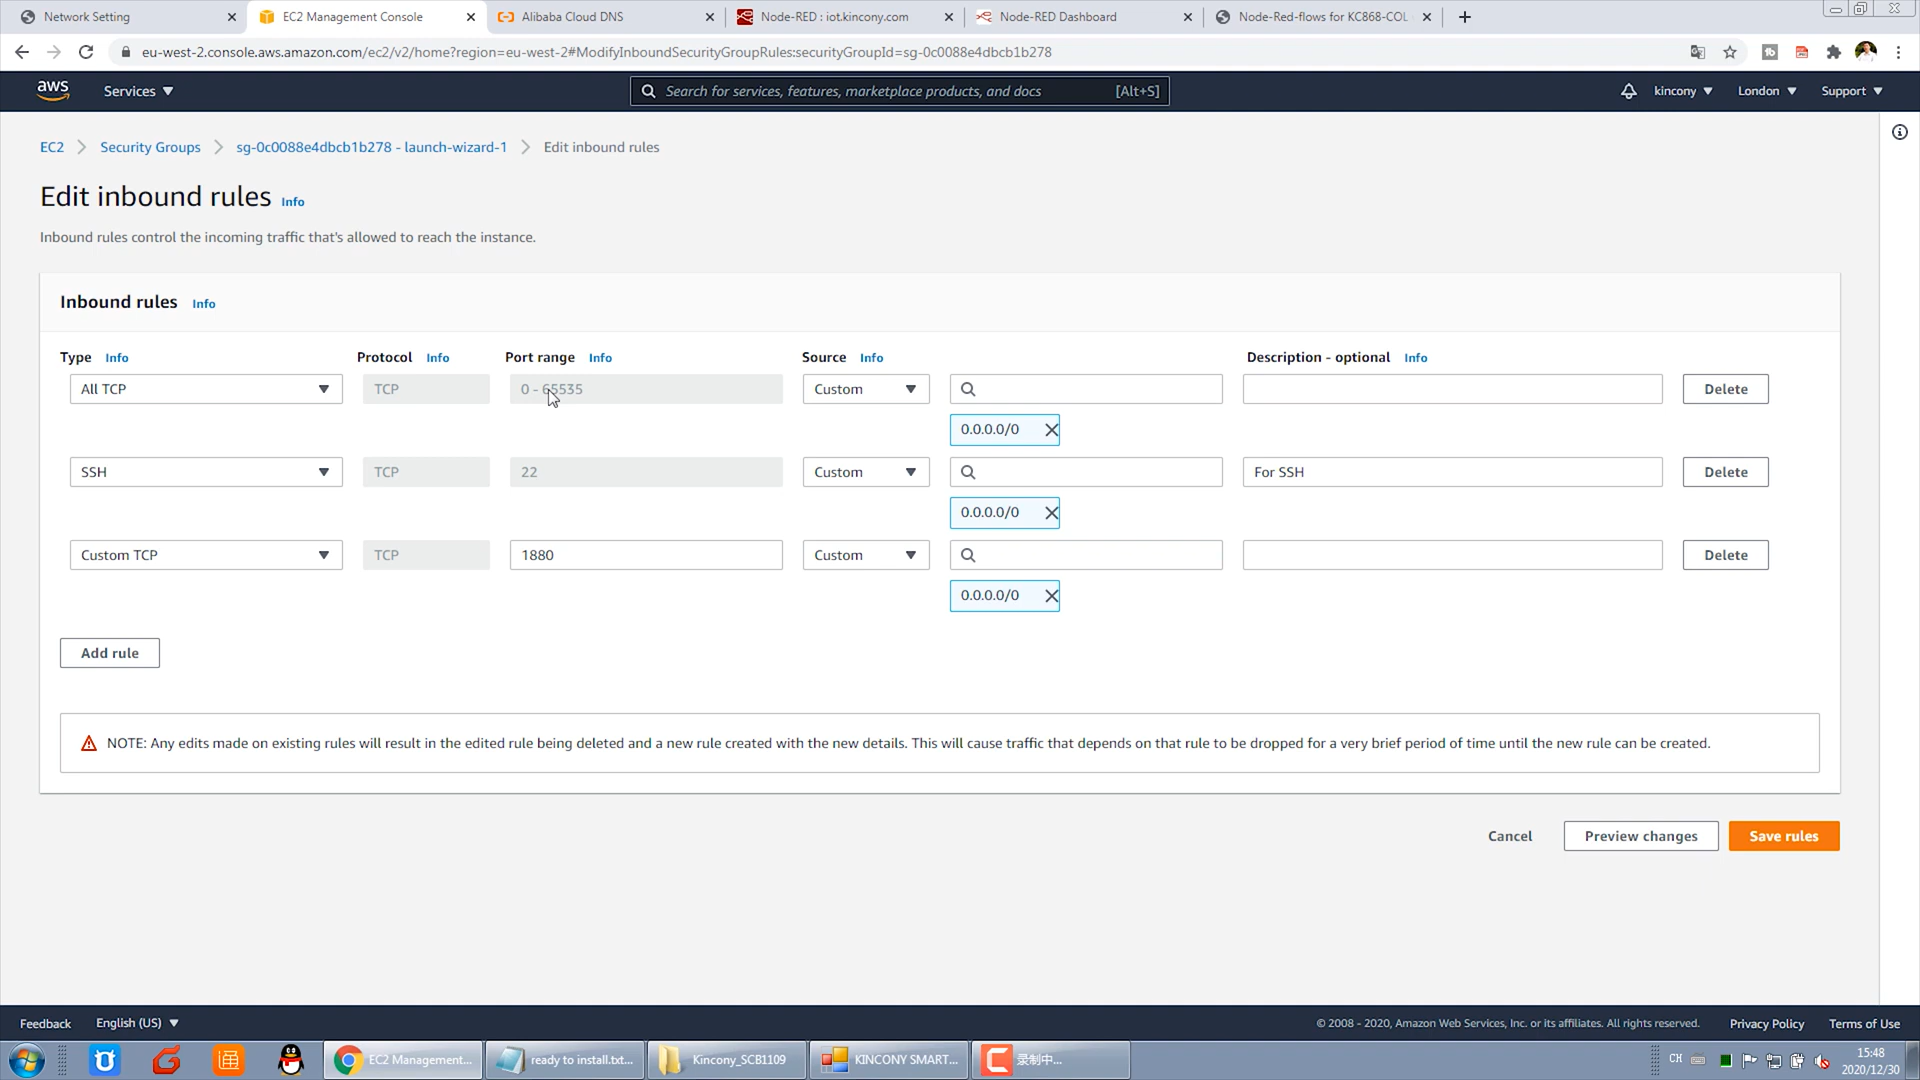 Network Setting
EC2 Management Console
Alibaba Cloud DNS
Node-RED : iot.kincony.com
Node-RED Dashboard
Node-Red-flows for KC868-COL
eu-west-2.console.aws.amazon.com/ec2/v2/home?region=eu-west-2#ModifyInboundSecurityGroupRules:securityGroupId=sg-0c0088e4dbcb1b278
aws
Services
Search for services, features, marketplace products, and docs
[Alt+S]
kincony
London
Support
EC2
Security Groups
sg-0c0088e4dbcb1b278 - launch-wizard-1
Edit inbound rules
Edit inbound rules Info
Inbound rules control the incoming traffic that's allowed to reach the instance.
Inbound rules Info
Type Info
Protocol Info
Port range Info
Source Info
Description - optional Info
All TCP
TCP
0 - 65535
Custom
Delete
0.0.0.0/0
SSH
TCP
22
Custom
For SSH
Delete
0.0.0.0/0
Custom TCP
TCP
1880
Custom
Delete
0.0.0.0/0
Add rule
NOTE: Any edits made on existing rules will result in the edited rule being deleted and a new rule created with the new details. This will cause traffic that depends on that rule to be dropped for a very brief period of time until the new rule can be created.
Cancel
Preview changes
Save rules
Feedback
English (US)
© 2008 - 2020, Amazon Web Services, Inc. or its affiliates. All rights reserved.
Privacy Policy
Terms of Use
EC2 Management...
ready to install.txt...
Kincony_SCB1109
KINCONY SMART...
录制中...
CH
15:48
2020/12/30